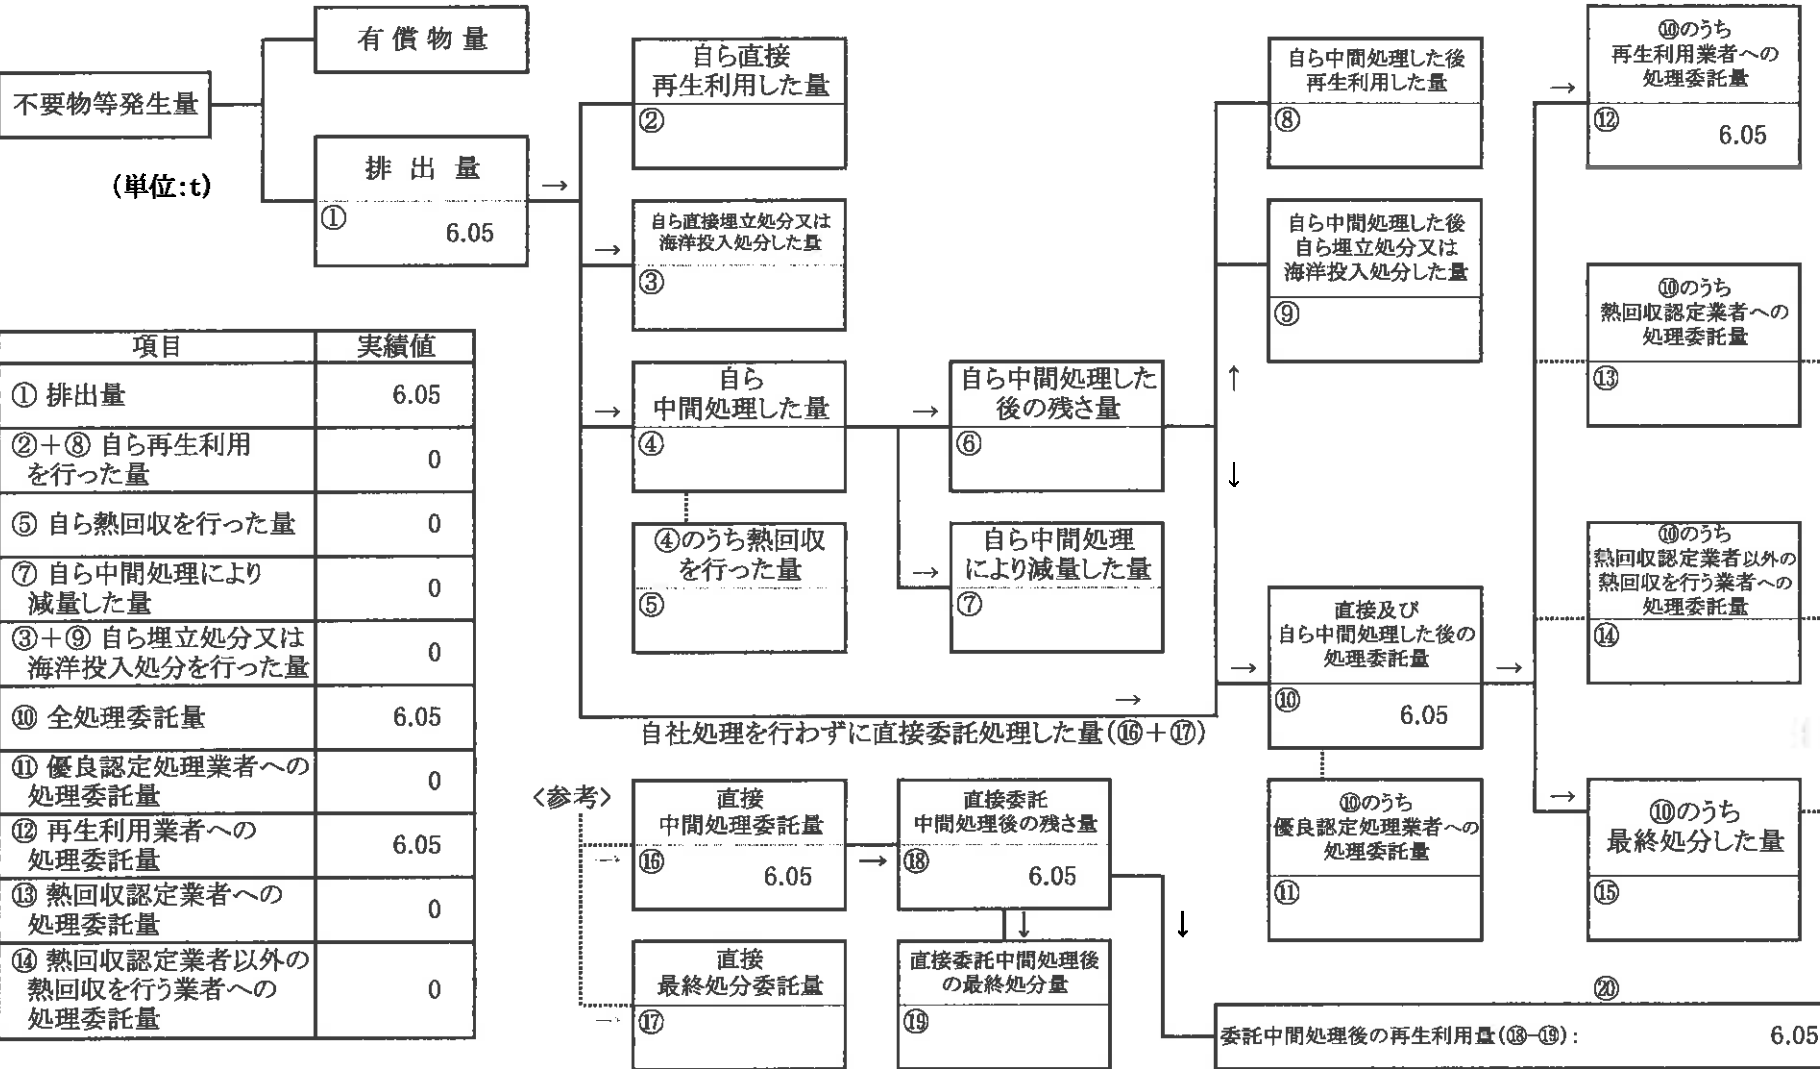 不要物等発生量
(単位:t)
有償物量
排出量
①
6.05
自ら直接
再生利用した量
②
自ら直接埋立処分又は
海洋投入処分した量
③
自ら
中間処理した量
④
④のうち熱回収
を行った量
⑤
自ら中間処理した
後の残さ量
⑥
自ら中間処理
により減量した量
⑦
自ら中間処理した後
再生利用した量
⑧
自ら中間処理した後
自ら埋立処分又は
海洋投入処分した量
⑨
直接及び
自ら中間処理した後の
処理委託量
⑩
6.05
⑩のうち
優良認定処理業者への
処理委託量
⑪
⑩のうち
再生利用業者への
処理委託量
⑫
6.05
⑩のうち
熱回収認定業者への
処理委託量
⑬
⑩のうち
熱回収認定業者以外の
熱回収を行う業者への
処理委託量
⑭
⑩のうち
最終処分した量
⑮
自社処理を行わずに直接委託処理した量(⑯+⑰)
<参考>
直接
中間処理委託量
⑯
6.05
直接
最終処分委託量
⑰
直接委託
中間処理後の残さ量
⑱
6.05
直接委託中間処理後
の最終処分量
⑲
⑳
委託中間処理後の再生利用量(⑱-⑲): 6.05
項目 実績値
① 排出量 6.05
②+⑧ 自ら再生利用
を行った量 0
⑤ 自ら熱回収を行った量 0
⑦ 自ら中間処理により
減量した量 0
③+⑨ 自ら埋立処分又は
海洋投入処分を行った量 0
⑩ 全処理委託量 6.05
⑪ 優良認定処理業者への
処理委託量 0
⑫ 再生利用業者への
処理委託量 6.05
⑬ 熱回収認定業者への
処理委託量 0
⑭ 熱回収認定業者以外の
熱回収を行う業者への
処理委託量 0